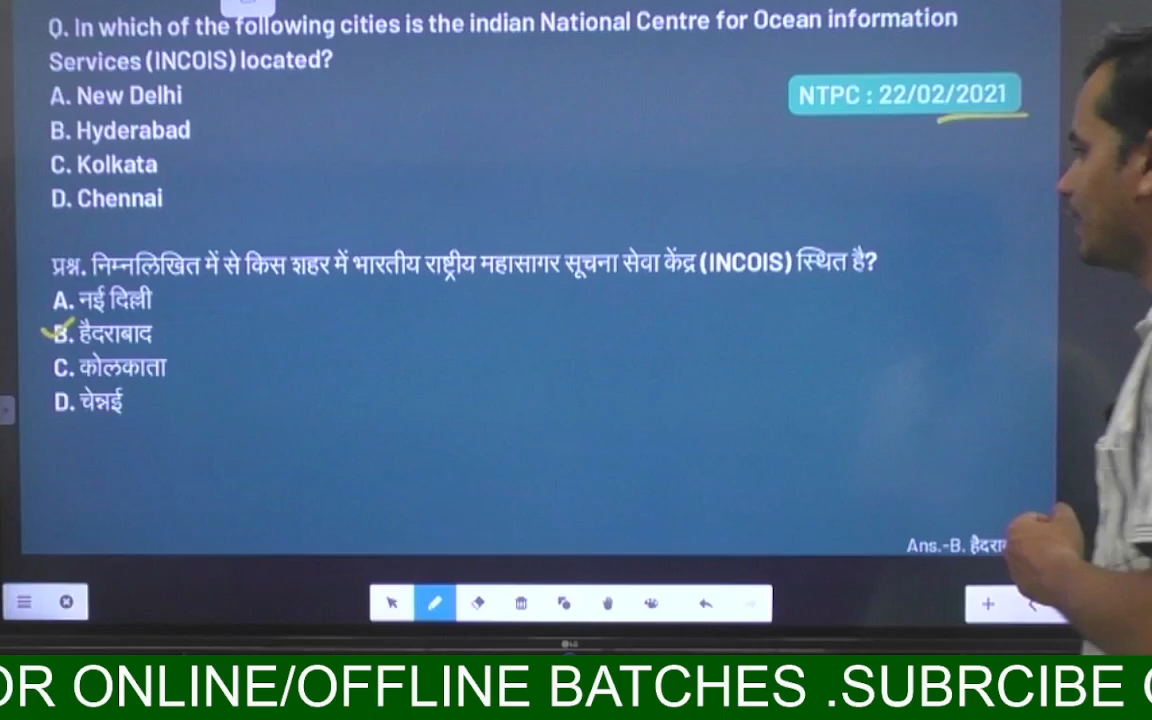 Q. In which of the following cities is the indian National Centre for Ocean information
Services (INCOIS) located?
A. New Delhi
NTPC : 22/02/2021
B. Hyderabad
C. Kolkata
D. Chennai
प्रश्न. निम्नलिखित में से किस शहर में भारतीय राष्ट्रीय महासागर सूचना सेवा केंद्र (INCOIS) स्थित है?
A. नई दिल्ली
B. हैदराबाद
C. कोलकाता
D. चेन्नई
Ans.-B.
LG
ONLINE/OFFLINE BATCHES .SUBRCIBE